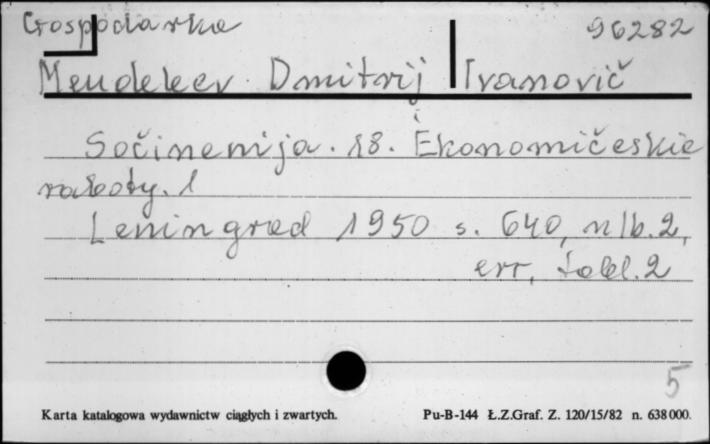 Gospodarka 96282
Mendeleev Dmitrij Ivanovič
Sočinenija. 18. Ėkonomičeskie
raboty. 1
Leningrad 1950 s. 640, nlb. 2,
err, tabl. 2
5
Karta katalogowa wydawnictw ciągłych i zwartych. Pu-B-144 Ł.Z.Graf. Z. 120/15/82 n. 638 000.